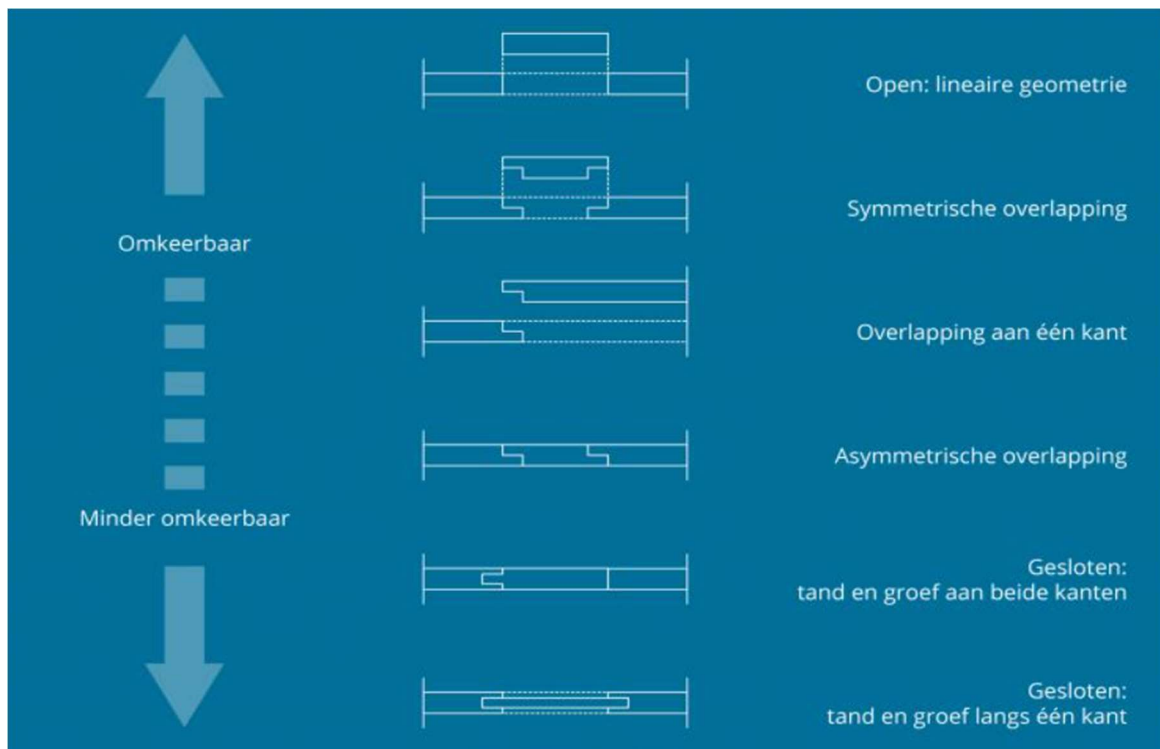 Open: lineaire geometrie
Symmetrische overlapping
Omkeerbaar
Overlapping aan één kant
Asymmetrische overlapping
Minder omkeerbaar
Gesloten:
tand en groef aan beide kanten
Gesloten:
tand en groef langs één kant